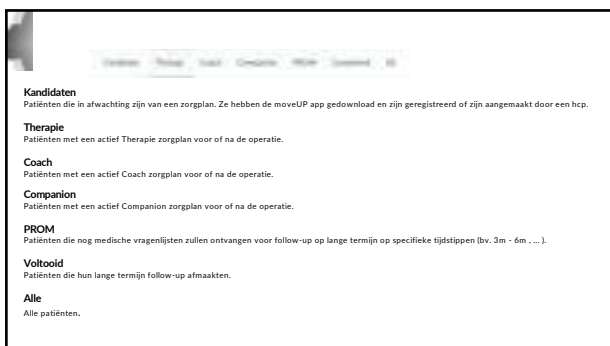 Kandidaten
Patiënten die in afwachting zijn van een zorgplan. Ze hebben de moveUP app gedownload en zijn geregistreerd of zijn aangemaakt door een hcp.
Therapie
Patiënten met een actief Therapie zorgplan voor of na de operatie.
Coach
Patiënten met een actief Coach zorgplan voor of na de operatie.
Companion
Patiënten met een actief Companion zorgplan voor of na de operatie.
PROM
Patiënten die nog medische vragenlijsten zullen ontvangen voor follow-up op lange termijn op specifieke tijdstippen (bv. 3m - 6m , ... ).
Voltooid
Patiënten die hun lange termijn follow-up afmaakten.
Alle
Alle patiënten.